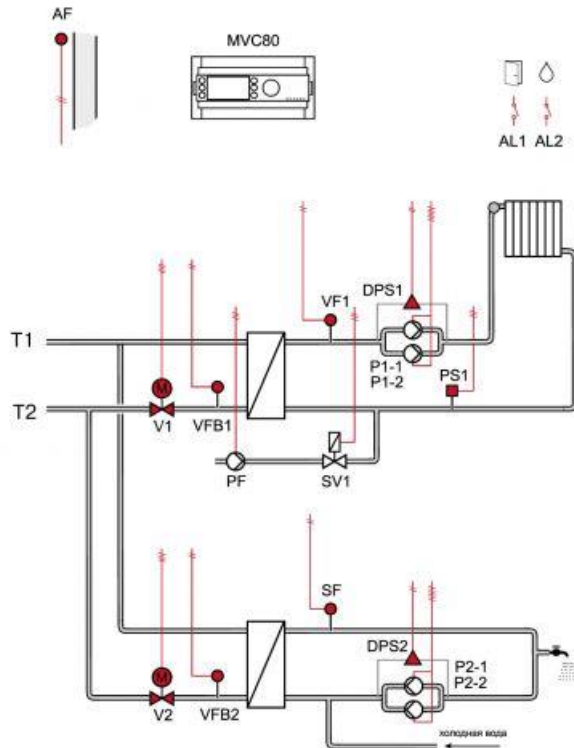 AF
MVC80
AL1 AL2
DPS1
VF1
T1
P1-1
P1-2
PS1
M
T2
V1
VFB1
PF
SV1
SF
DPS2
P2-1
P2-2
M
V2
VFB2
холодная вода